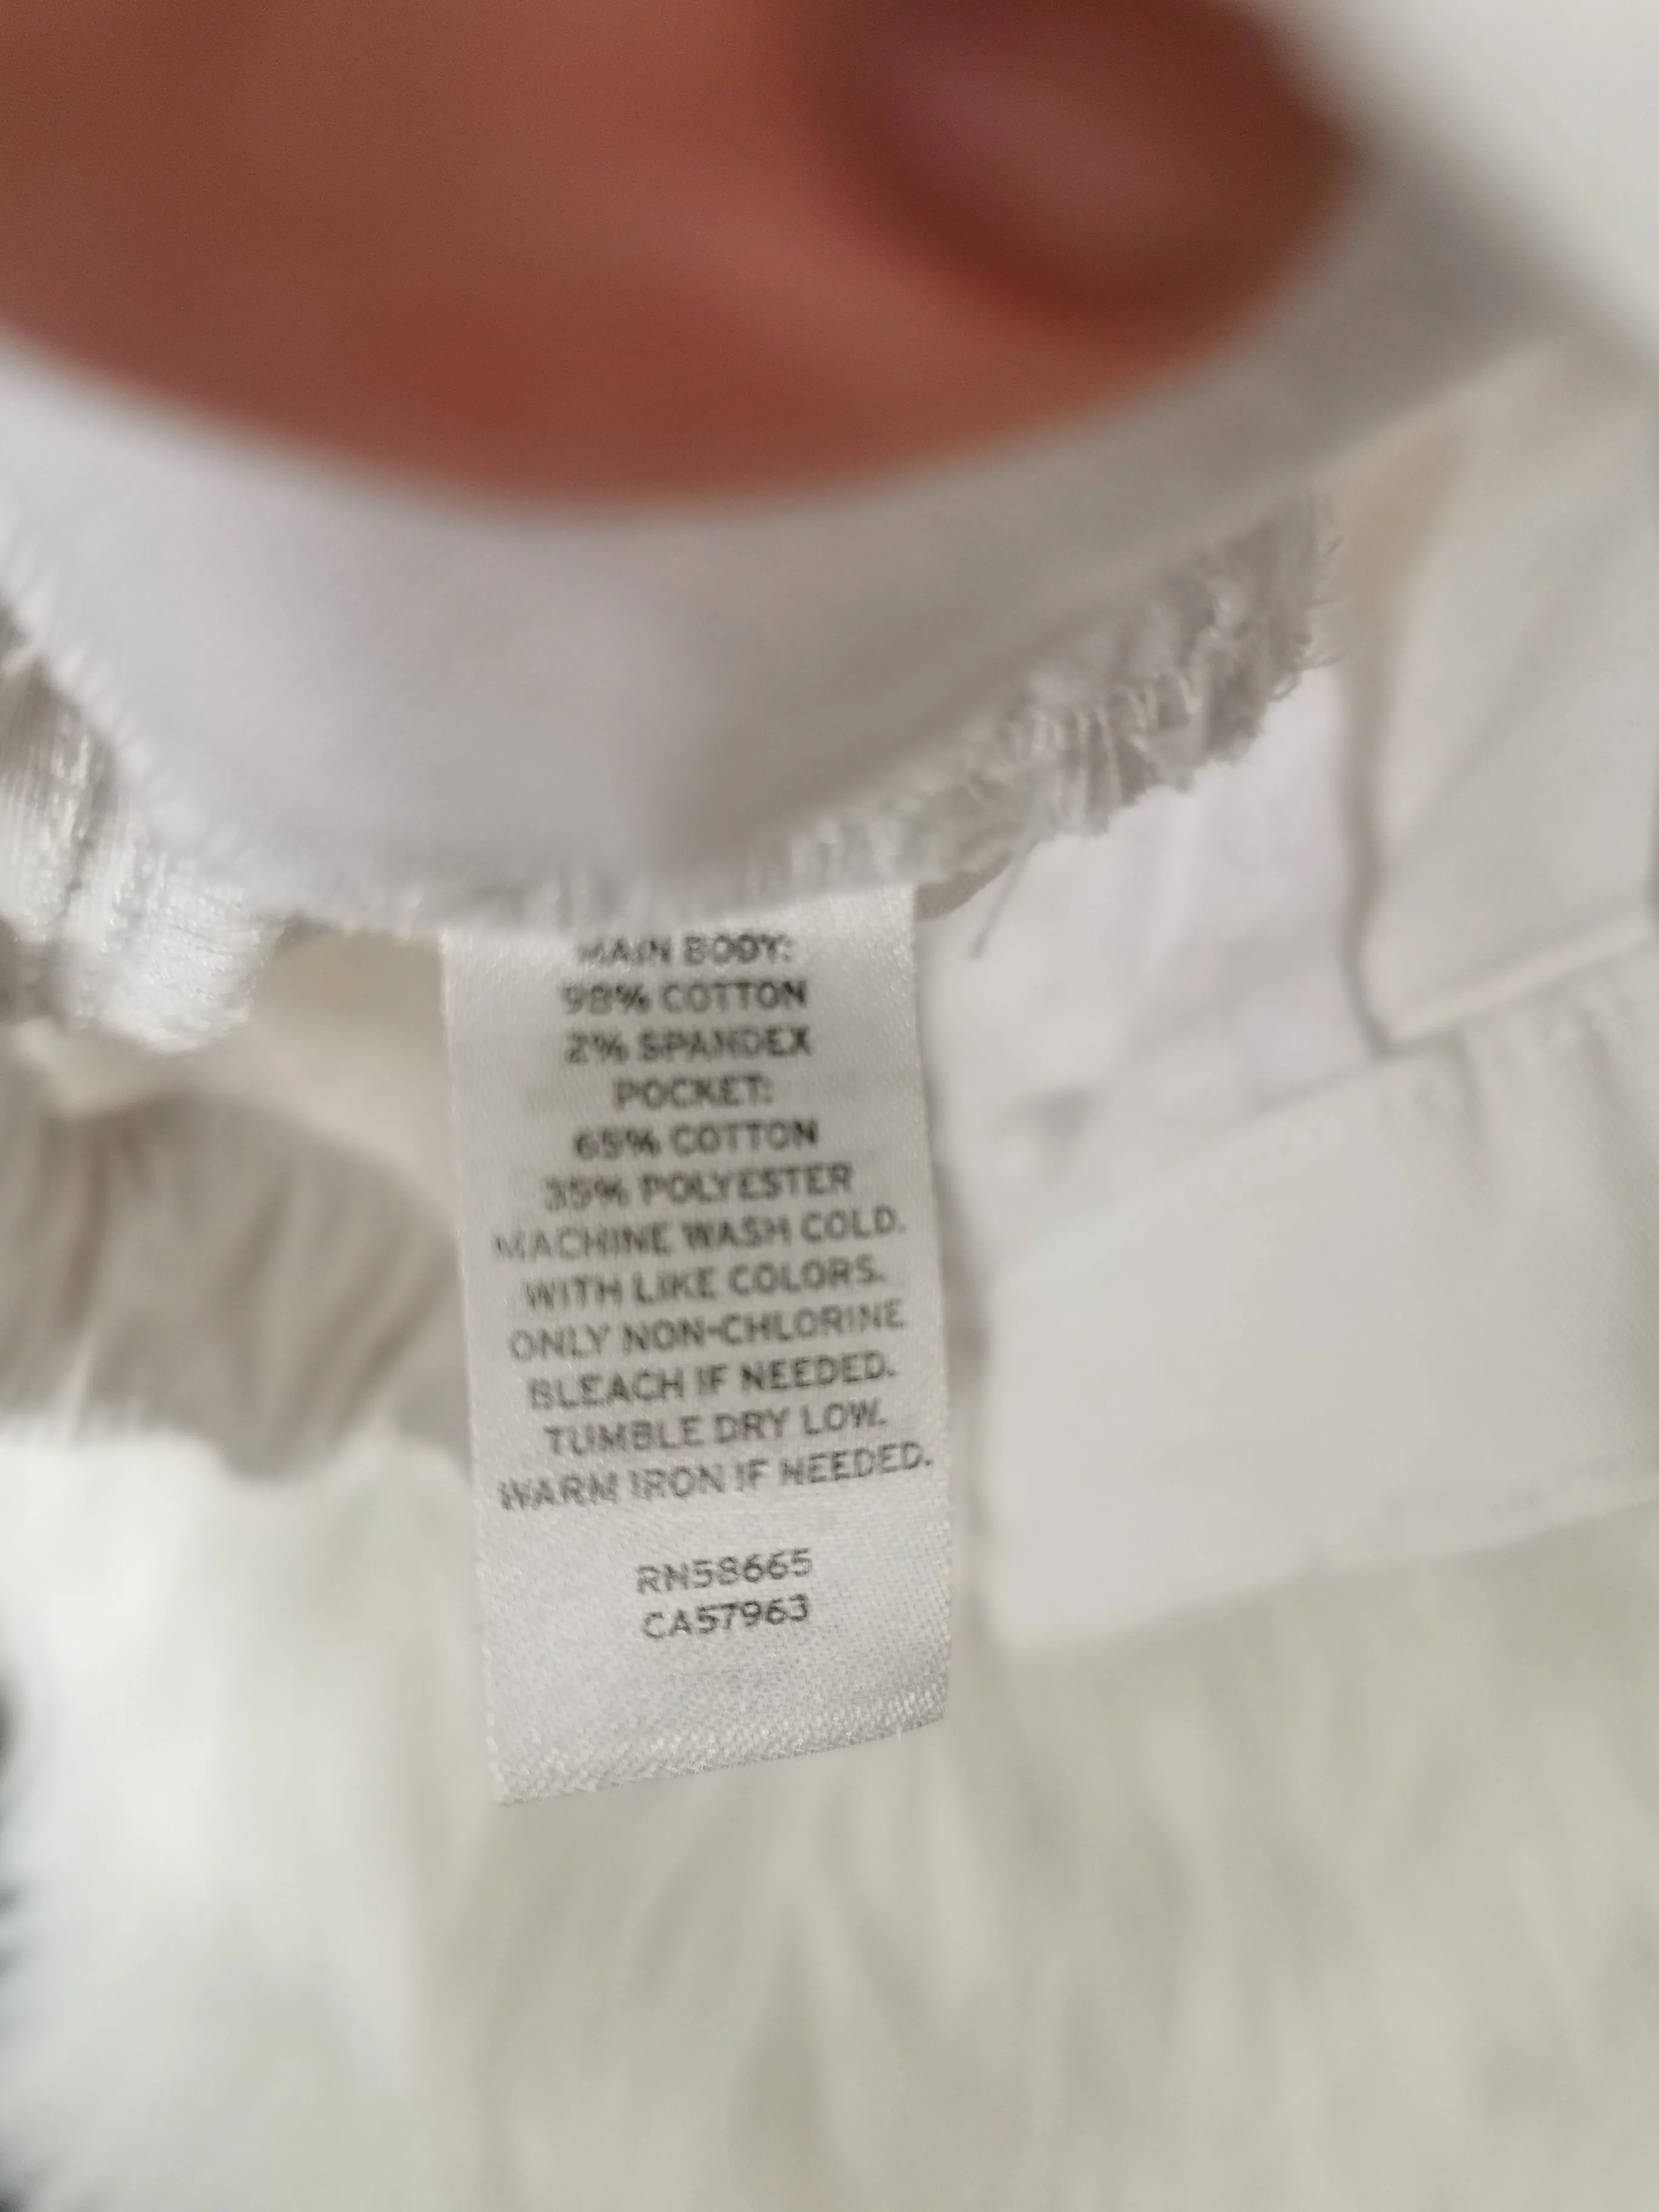 MAIN BODY:
98% COTTON
2% SPANDEX
POCKET:
65% COTTON
35% POLYESTER
MACHINE WASH COLD.
WITH LIKE COLORS.
ONLY NON-CHLORINE
BLEACH IF NEEDED.
TUMBLE DRY LOW.
WARM IRON IF NEEDED.
RN58665
CA57963